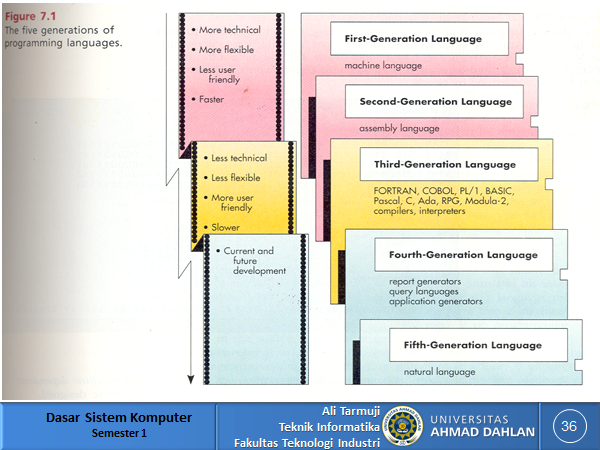 Figure 7.1
The five generations of
programming languages.
• More technical
• More flexible
• Less user
friendly
• Faster
• Less technical
• Less flexible
• More user
friendly
• Slower
• Current and
future
development
First-Generation Language
machine language
Second-Generation Language
assembly language
Third-Generation Language
FORTRAN, COBOL, PL/1, BASIC,
Pascal, C, Ada, RPG, Modula-2,
compilers, interpreters
Fourth-Generation Language
report generators
query languages
application generators
Fifth-Generation Language
natural language
Dasar Sistem Komputer
Semester 1
Ali Tarmuji
Teknik Informatika
Fakultas Teknologi Industri
UNIVERSITAS
AHMAD DAHLAN
36